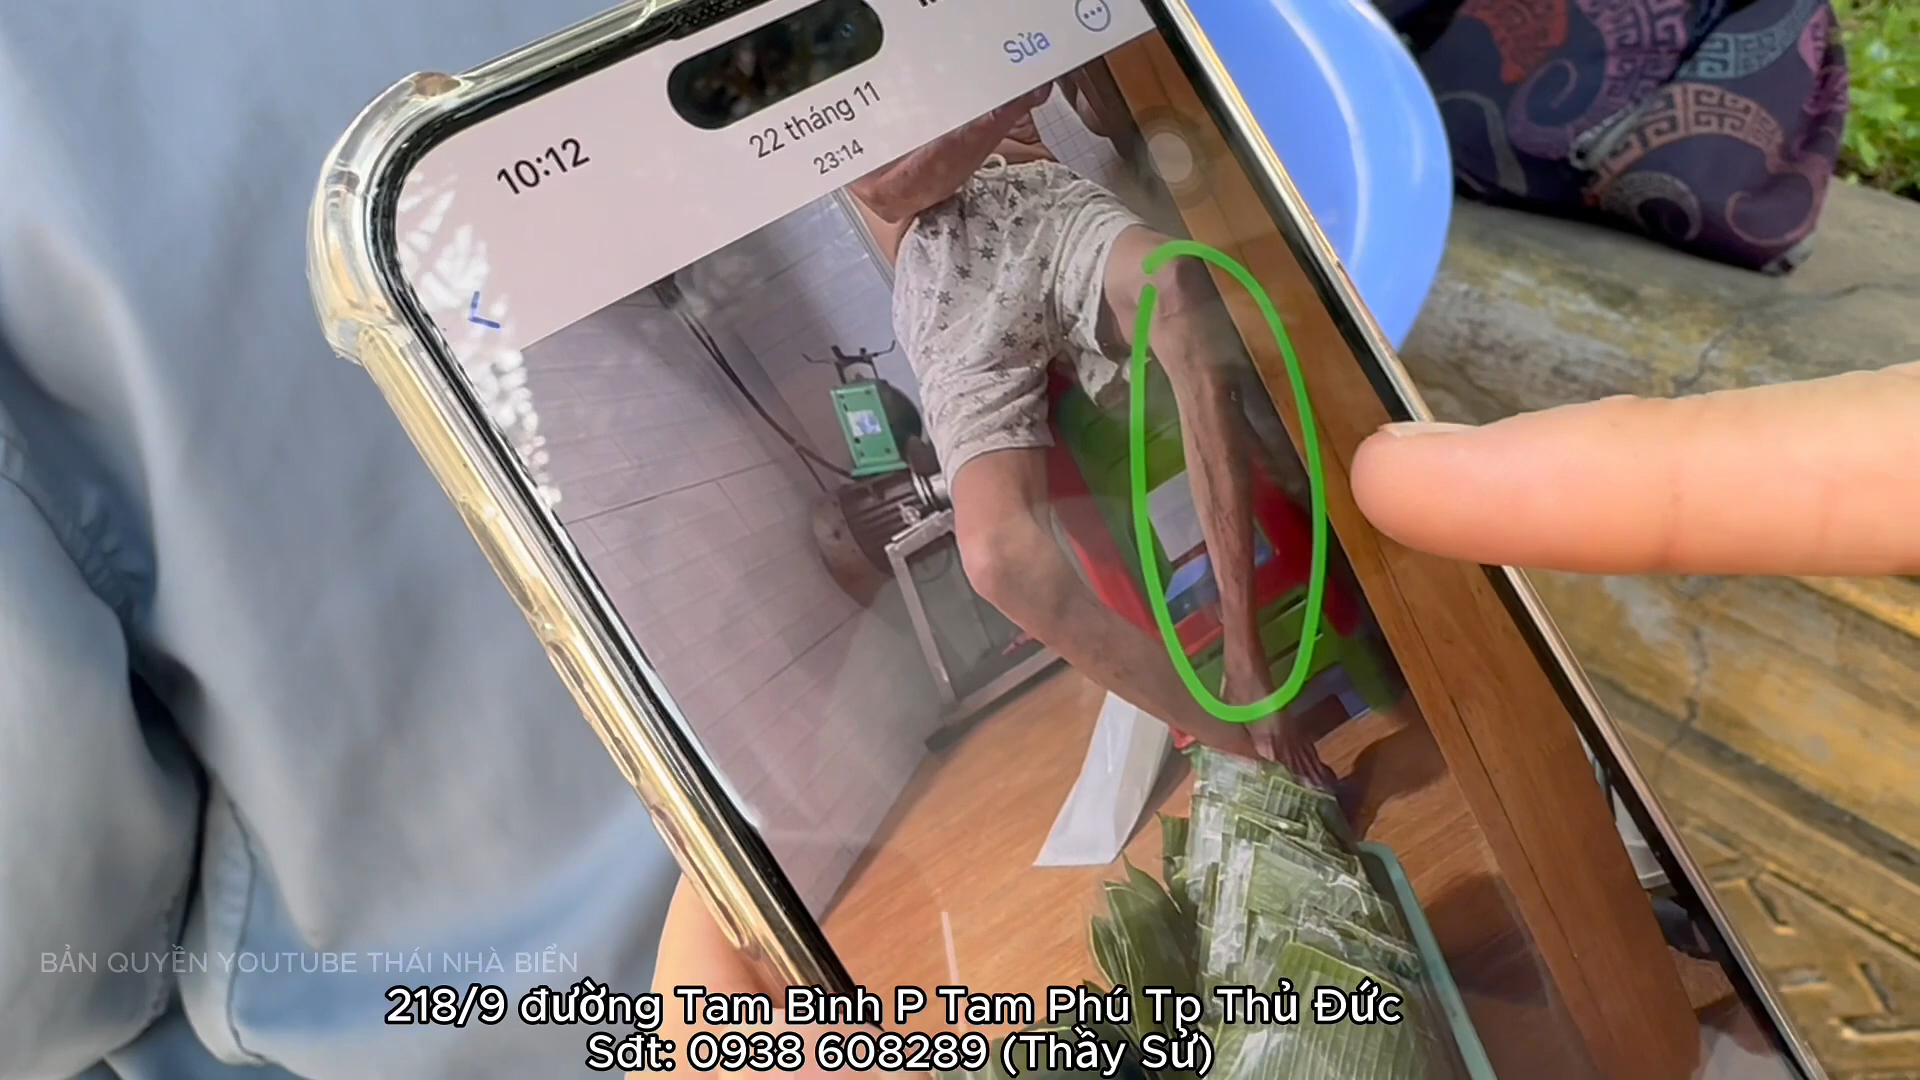 Sửa
10:12
22 tháng 11
23:14
BẢN QUYỀN YOUTUBE THÁI NHÀ BIỂN
218/9 đường Tam Bình P Tam Phú Tp Thủ Đức
Sđt: 0938 608289 (Thầy Sử)